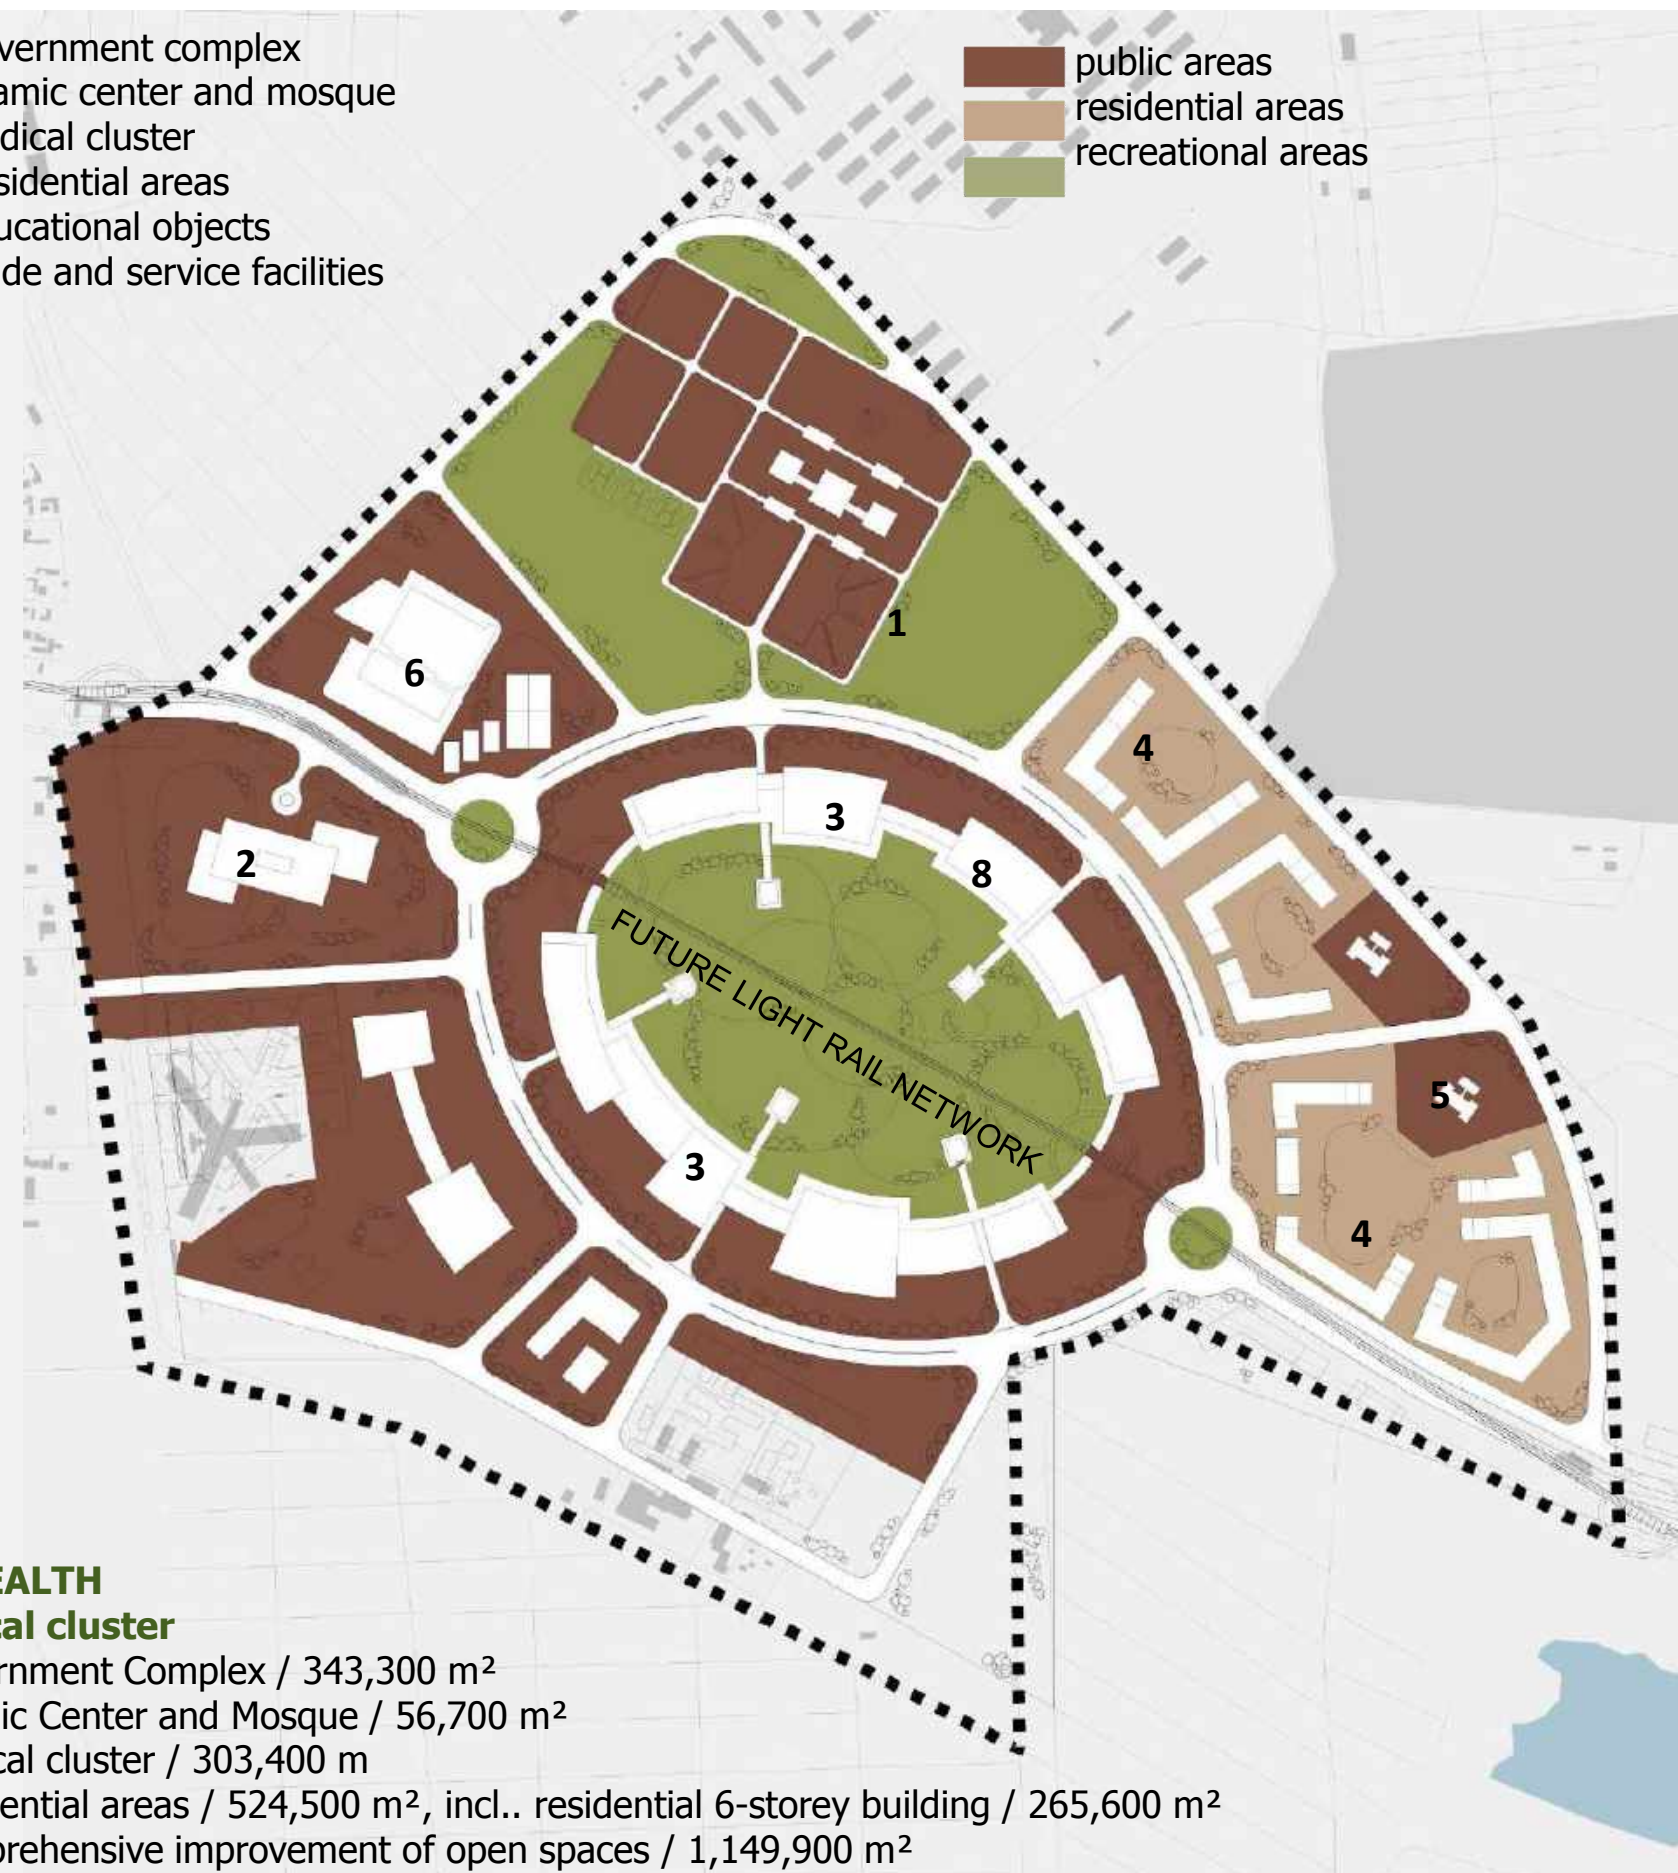 vernment complex
amic center and mosque
dical cluster
sidential areas
ucational objects
de and service facilities
public areas
residential areas
recreational areas
1
6
4
3
2
8
FUTURE LIGHT RAIL NETWORK
5
3
4
EALTH
cal cluster
rnment Complex / 343,300 m²
ic Center and Mosque / 56,700 m²
cal cluster / 303,400 m
ential areas / 524,500 m², incl.. residential 6-storey building / 265,600 m²
prehensive improvement of open spaces / 1,149,900 m²